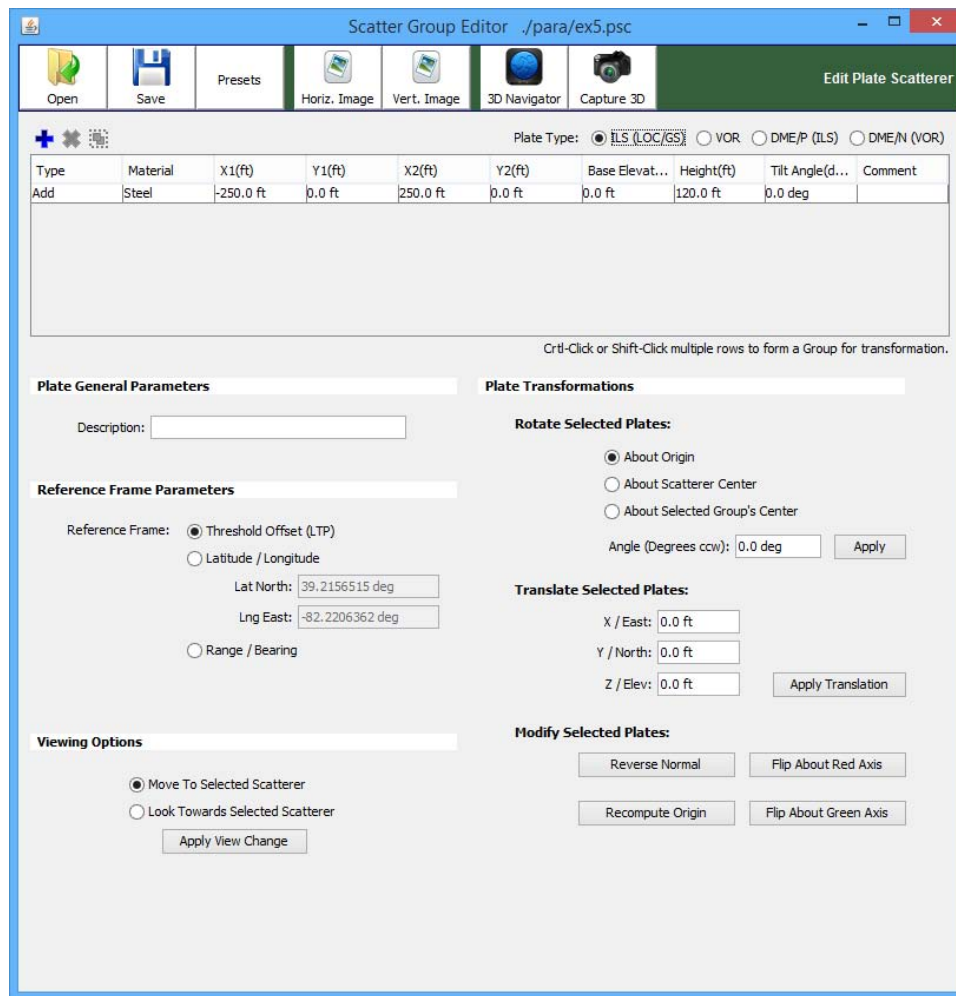 Scatter Group Editor ./para/ex5.psc
Open Save Presets Horiz. Image Vert. Image 3D Navigator Capture 3D Edit Plate Scatterer
Plate Type: ILS (LOC/GS) VOR DME/P (ILS) DME/N (VOR)
Type Material X1(ft) Y1(ft) X2(ft) Y2(ft) Base Elevat... Height(ft) Tilt Angle(d... Comment
Add Steel -250.0 ft 0.0 ft 250.0 ft 0.0 ft 0.0 ft 120.0 ft 0.0 deg
Crtl-Click or Shift-Click multiple rows to form a Group for transformation.
Plate General Parameters
Description:
Reference Frame Parameters
Reference Frame: Threshold Offset (LTP)
Latitude / Longitude
Lat North: 39.2156515 deg
Lng East: -82.2206362 deg
Range / Bearing
Viewing Options
Move To Selected Scatterer
Look Towards Selected Scatterer
Apply View Change
Plate Transformations
Rotate Selected Plates:
About Origin
About Scatterer Center
About Selected Group's Center
Angle (Degrees ccw): 0.0 deg Apply
Translate Selected Plates:
X / East: 0.0 ft
Y / North: 0.0 ft
Z / Elev: 0.0 ft Apply Translation
Modify Selected Plates:
Reverse Normal Flip About Red Axis
Recompute Origin Flip About Green Axis